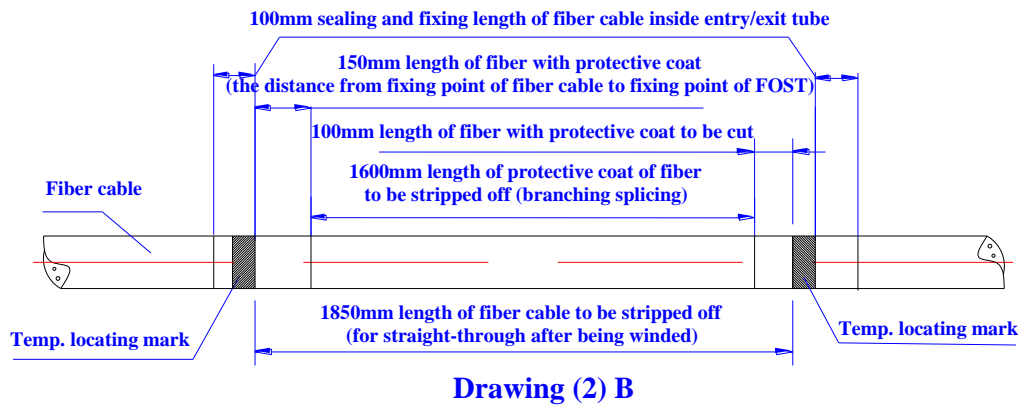 100mm sealing and fixing length of fiber cable inside entry/exit tube
150mm length of fiber with protective coat
(the distance from fixing point of fiber cable to fixing point of FOST)
100mm length of fiber with protective coat to be cut
1600mm length of protective coat of fiber
to be stripped off (branching splicing)
Fiber cable
1850mm length of fiber cable to be stripped off
(for straight-through after being winded)
Temp. locating mark
Temp. locating mark
Drawing (2) B